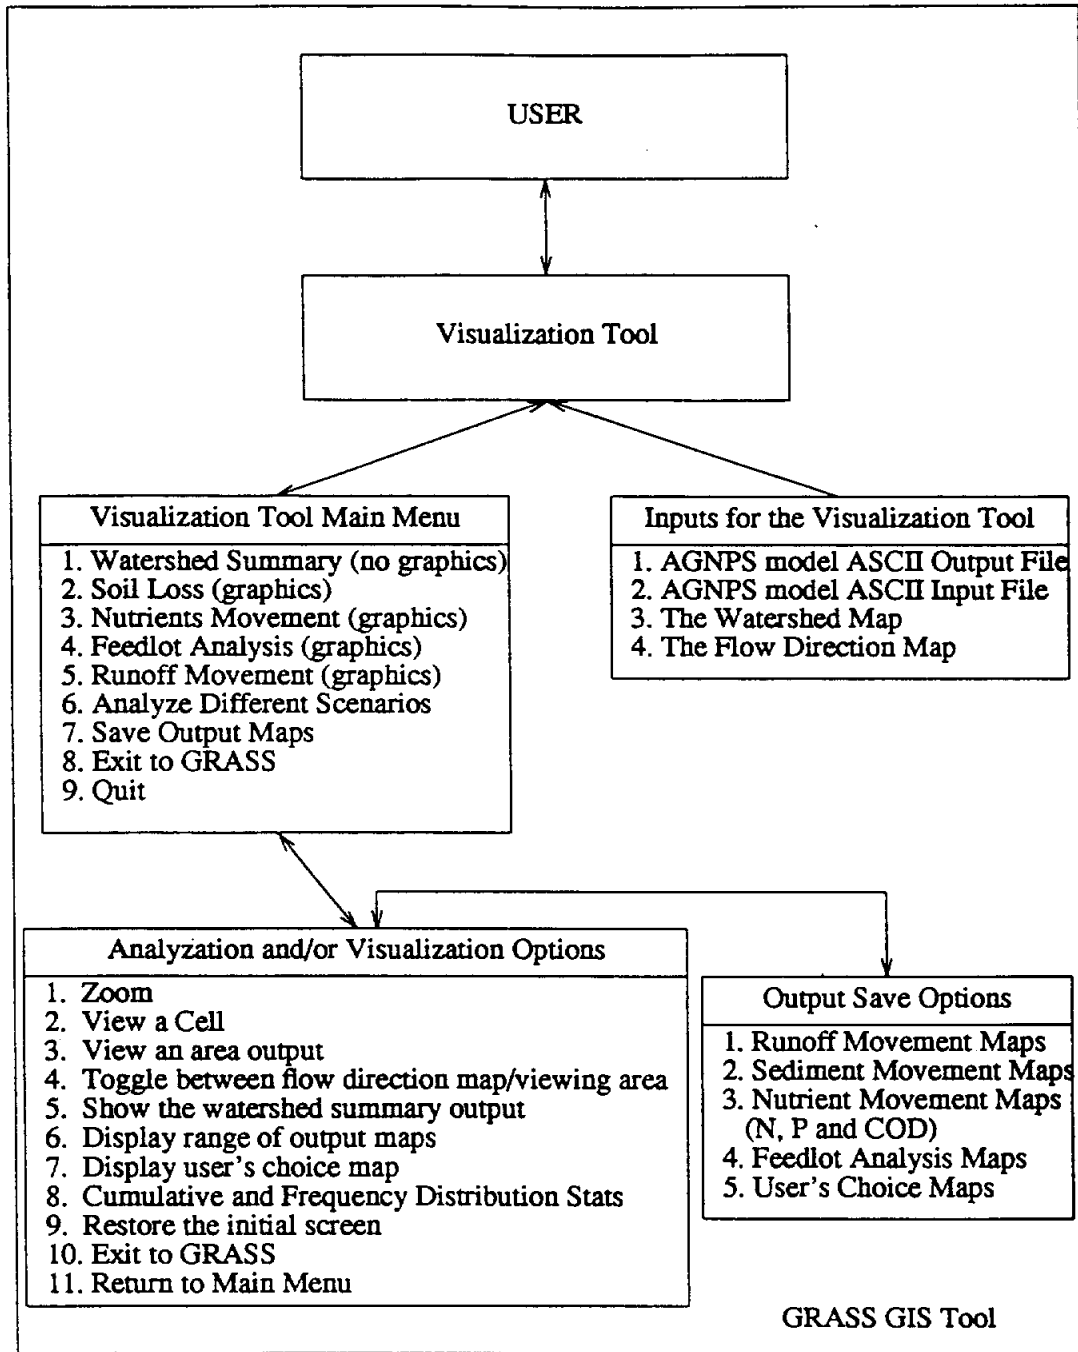 USER
Visualization Tool
Visualization Tool Main Menu
1. Watershed Summary (no graphics)
2. Soil Loss (graphics)
3. Nutrients Movement (graphics)
4. Feedlot Analysis (graphics)
5. Runoff Movement (graphics)
6. Analyze Different Scenarios
7. Save Output Maps
8. Exit to GRASS
9. Quit
Inputs for the Visualization Tool
1. AGNPS model ASCII Output File
2. AGNPS model ASCII Input File
3. The Watershed Map
4. The Flow Direction Map
Analyzation and/or Visualization Options
1. Zoom
2. View a Cell
3. View an area output
4. Toggle between flow direction map/viewing area
5. Show the watershed summary output
6. Display range of output maps
7. Display user's choice map
8. Cumulative and Frequency Distribution Stats
9. Restore the initial screen
10. Exit to GRASS
11. Return to Main Menu
Output Save Options
1. Runoff Movement Maps
2. Sediment Movement Maps
3. Nutrient Movement Maps
(N, P and COD)
4. Feedlot Analysis Maps
5. User's Choice Maps
GRASS GIS Tool